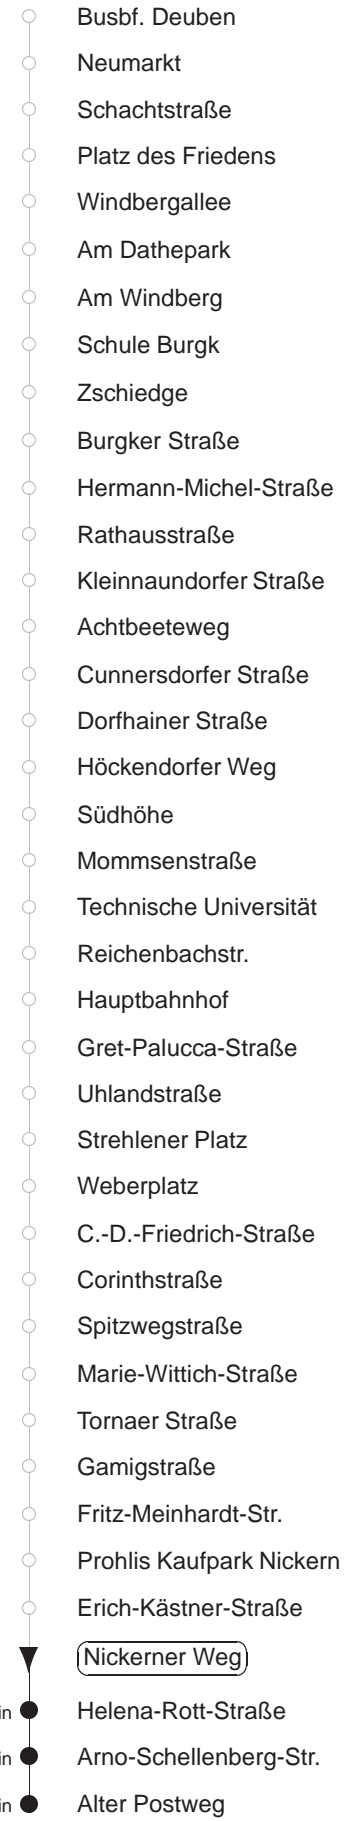 Busbf. Deuben
Neumarkt
Schachtstraße
Platz des Friedens
Windbergallee
Am Dathepark
Am Windberg
Schule Burgk
Zschiedge
Burgker Straße
Hermann-Michel-Straße
Rathausstraße
Kleinnaundorfer Straße
Achtbeeteweg
Cunnersdorfer Straße
Dorfhainer Straße
Höckendorfer Weg
Südhöhe
Mommsenstraße
Technische Universität
Reichenbachstr.
Hauptbahnhof
Gret-Palucca-Straße
Uhlandstraße
Strehlener Platz
Weberplatz
C.-D.-Friedrich-Straße
Corinthstraße
Spitzwegstraße
Marie-Wittich-Straße
Tornaer Straße
Gamigstraße
Fritz-Meinhardt-Str.
Prohlis Kaufpark Nickern
Erich-Kästner-Straße
Nickerner Weg
in Helena-Rott-Straße
in Arno-Schellenberg-Str.
in Alter Postweg